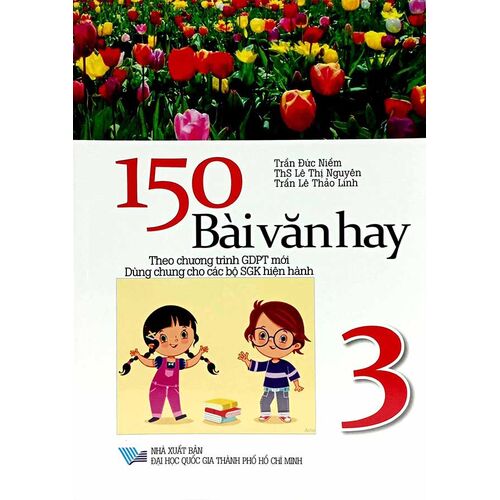 Trần Đức Niềm
ThS Lê Thị Nguyên
Trần Lê Thảo Linh
150
Bài văn hay
Theo chương trình GDPT mới
Dùng chung cho các bộ SGK hiện hành
3
NHÀ XUẤT BẢN
ĐẠI HỌC QUỐC GIA THÀNH PHỐ HỒ CHÍ MINH